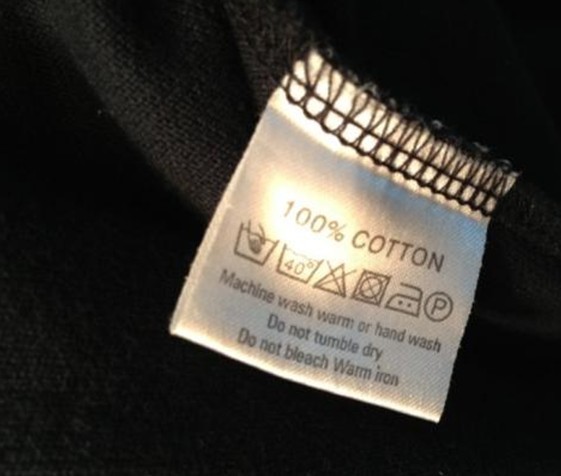 100% COTTON
40° P
Machine wash warm or hand wash
Do not tumble dry
Do not bleach Warm iron